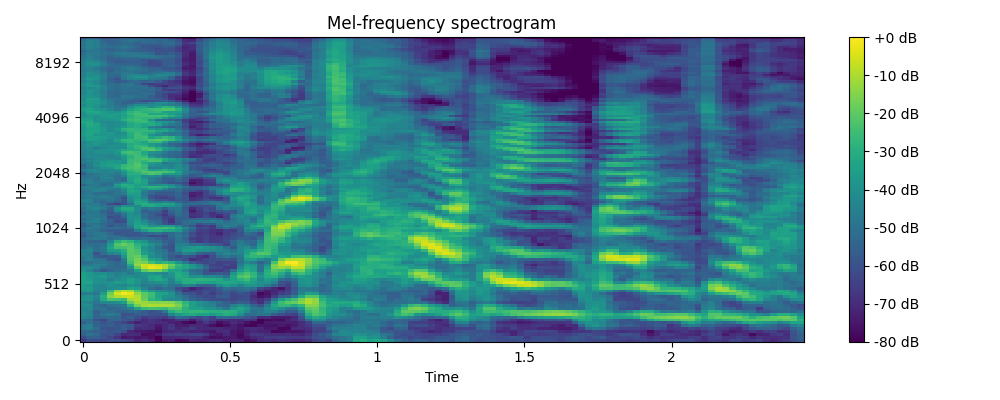 Mel-frequency spectrogram
8192
4096
2048
1024
512
0
Hz
0
0.5
1
1.5
2
Time
+0 dB
-10 dB
-20 dB
-30 dB
-40 dB
-50 dB
-60 dB
-70 dB
-80 dB